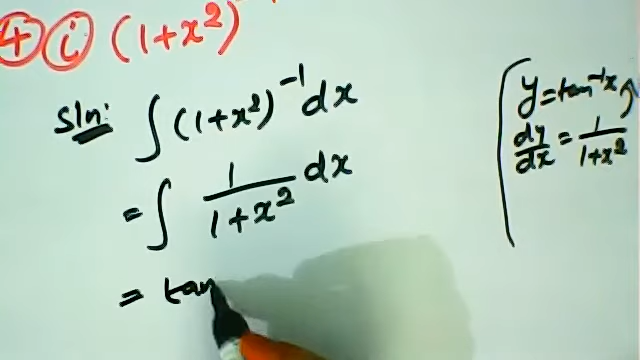 ④ ⓘ (1+x²)⁻¹
Sln: ∫(1+x²)⁻¹dx
= ∫ 1/(1+x²) dx
= tan
y=tan⁻¹x
dy/dx = 1/(1+x²)